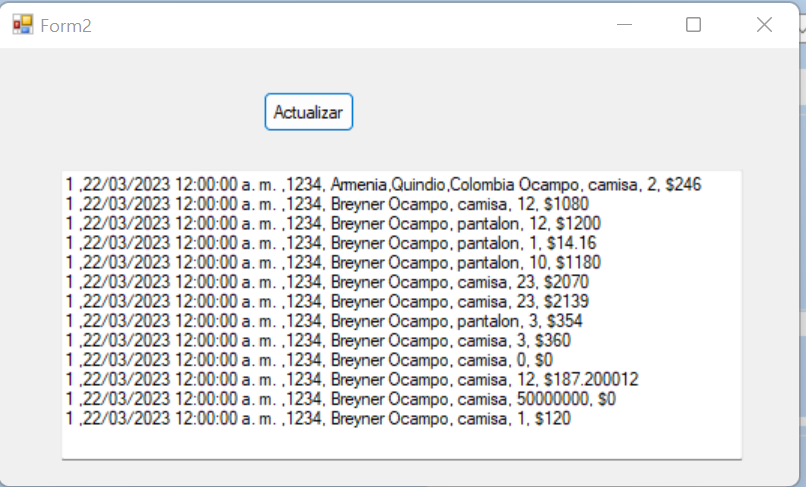 Form2
Actualizar
1 ,22/03/2023 12:00:00 a. m. ,1234, Armenia,Quindio,Colombia Ocampo, camisa, 2, $246
1 ,22/03/2023 12:00:00 a. m. ,1234, Breyner Ocampo, camisa, 12, $1080
1 ,22/03/2023 12:00:00 a. m. ,1234, Breyner Ocampo, pantalon, 12, $1200
1 ,22/03/2023 12:00:00 a. m. ,1234, Breyner Ocampo, pantalon, 1, $14.16
1 ,22/03/2023 12:00:00 a. m. ,1234, Breyner Ocampo, pantalon, 10, $1180
1 ,22/03/2023 12:00:00 a. m. ,1234, Breyner Ocampo, camisa, 23, $2070
1 ,22/03/2023 12:00:00 a. m. ,1234, Breyner Ocampo, camisa, 23, $2139
1 ,22/03/2023 12:00:00 a. m. ,1234, Breyner Ocampo, pantalon, 3, $354
1 ,22/03/2023 12:00:00 a. m. ,1234, Breyner Ocampo, camisa, 3, $360
1 ,22/03/2023 12:00:00 a. m. ,1234, Breyner Ocampo, camisa, 0, $0
1 ,22/03/2023 12:00:00 a. m. ,1234, Breyner Ocampo, camisa, 12, $187.200012
1 ,22/03/2023 12:00:00 a. m. ,1234, Breyner Ocampo, camisa, 50000000, $0
1 ,22/03/2023 12:00:00 a. m. ,1234, Breyner Ocampo, camisa, 1, $120